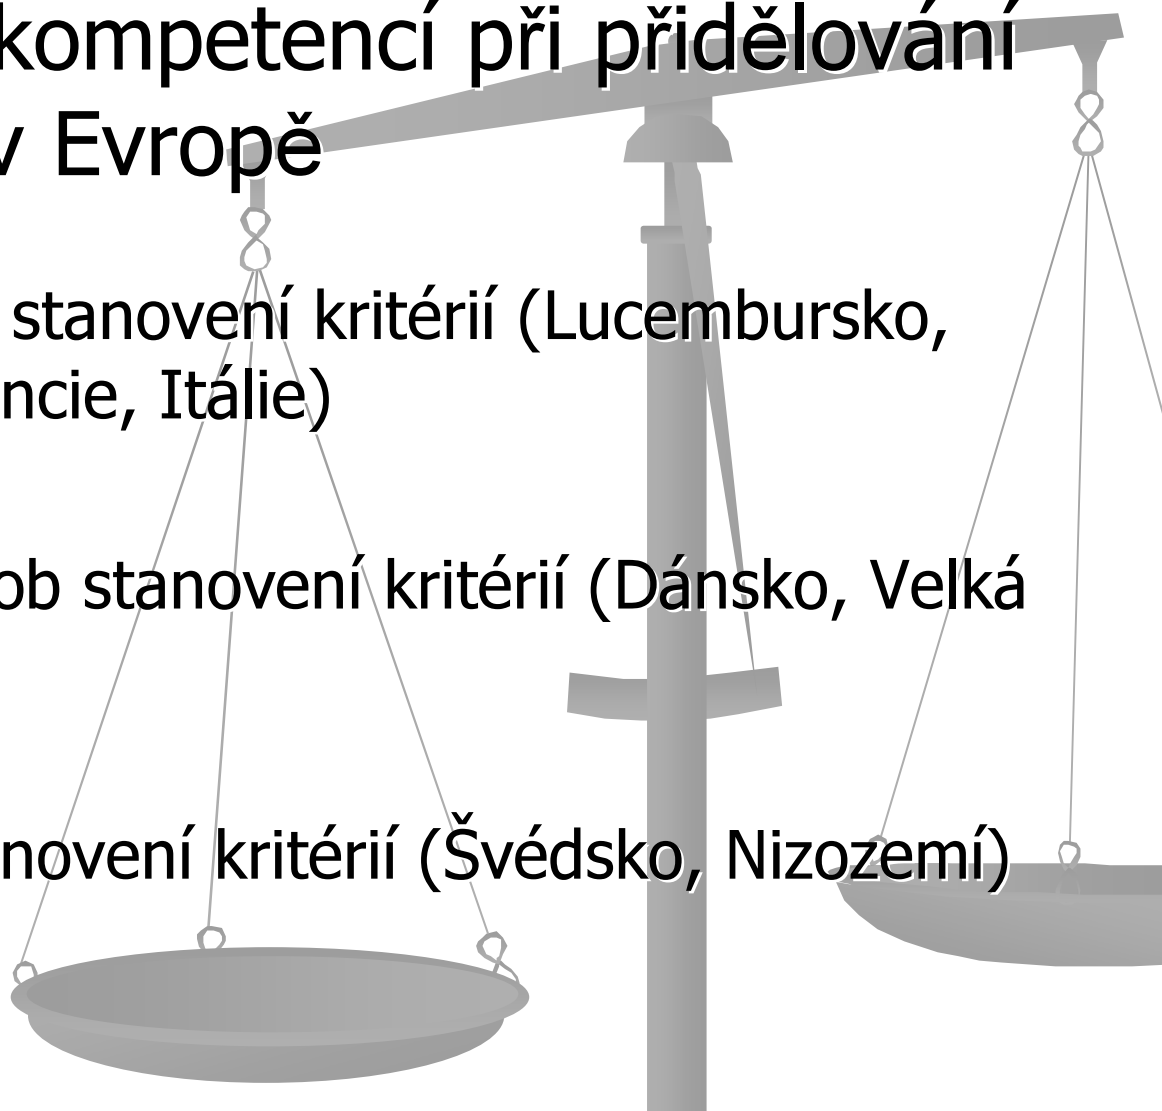 kompetencí při přidělování
v Evropě
stanovení kritérií (Lucembursko,
ncie, Itálie)
ob stanovení kritérií (Dánsko, Velká
novení kritérií (Švédsko, Nizozemí)